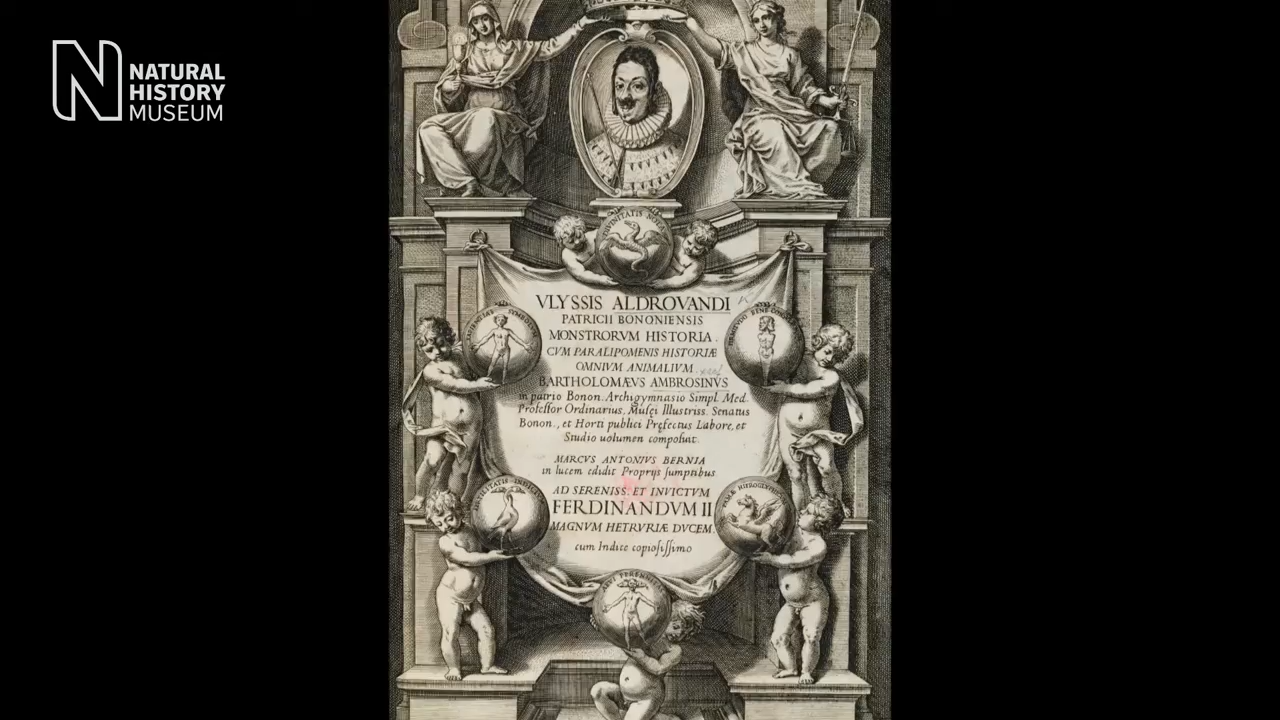 NATURAL
HISTORY
MUSEUM
VLYSSIS ALDROVANDI
PATRICII BONONIENSIS
MONSTRORVM HISTORIA.
CVM PARALIPOMENIS HISTORIÆ
OMNIVM ANIMALIVM.
BARTHOLOMÆVS AMBROSINVS
in patrio Bonon. Archigymnasio Simpl. Med.
Professor Ordinarius, Musęi Illustriss. Senatus
Bonon., et Horti publici Pręfectus Labore, et
Studio uolumen composuit.
MARCVS ANTONIVS BERNIA
in lucem edidit Proprijs sumptibus
AD SERENISS. ET INVICTVM
FERDINANDVM II
MAGNVM HETRVRIÆ DVCEM.
cum Indice copiosissimo